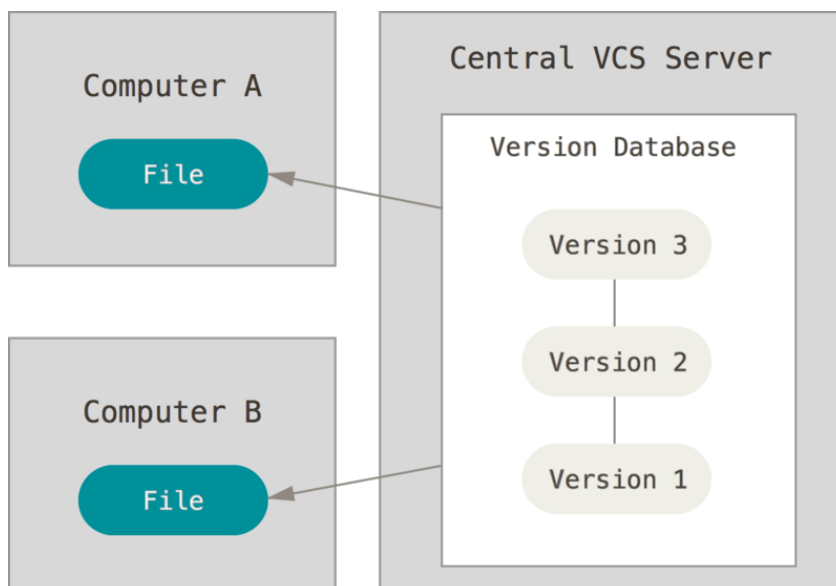 Computer A
File
Central VCS Server
Version Database
Version 3
Version 2
Version 1
Computer B
File